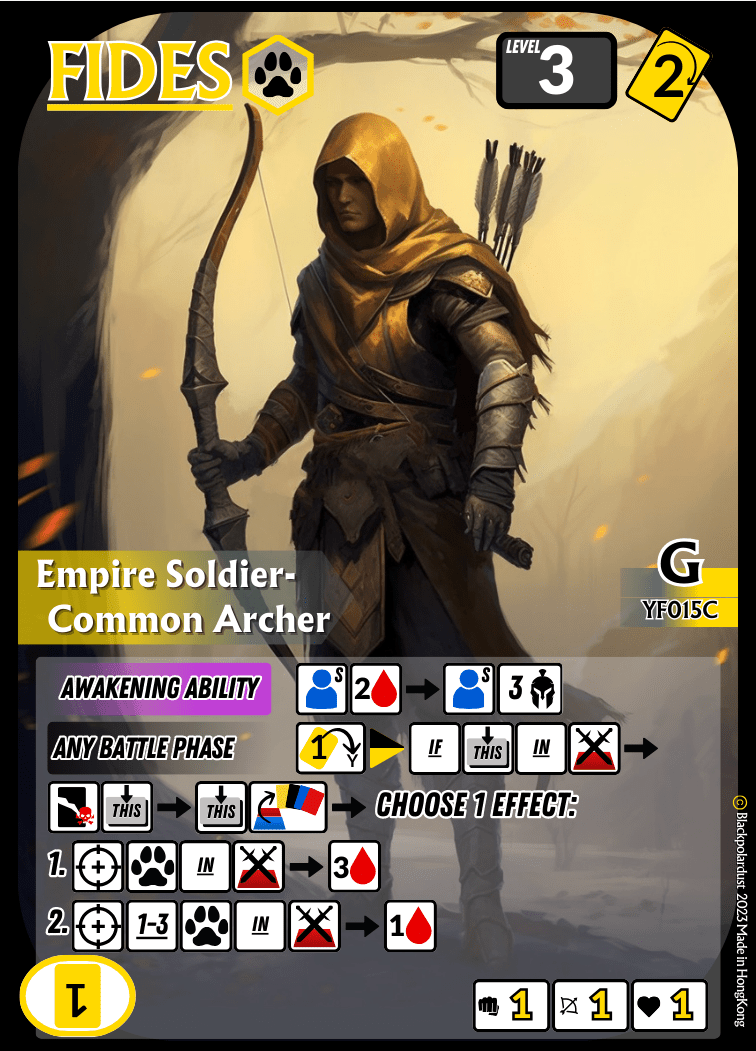 FIDES
LEVEL 3
2
Empire Soldier-
Common Archer
G
YF015C
AWAKENING ABILITY S 2 S 3
ANY BATTLE PHASE 1 Y IF THIS IN
THIS THIS CHOOSE 1 EFFECT:
1. IN 3
2. 1-3 IN 1
1
1 1 1
© Blackpolardust 2023 Made in HongKong